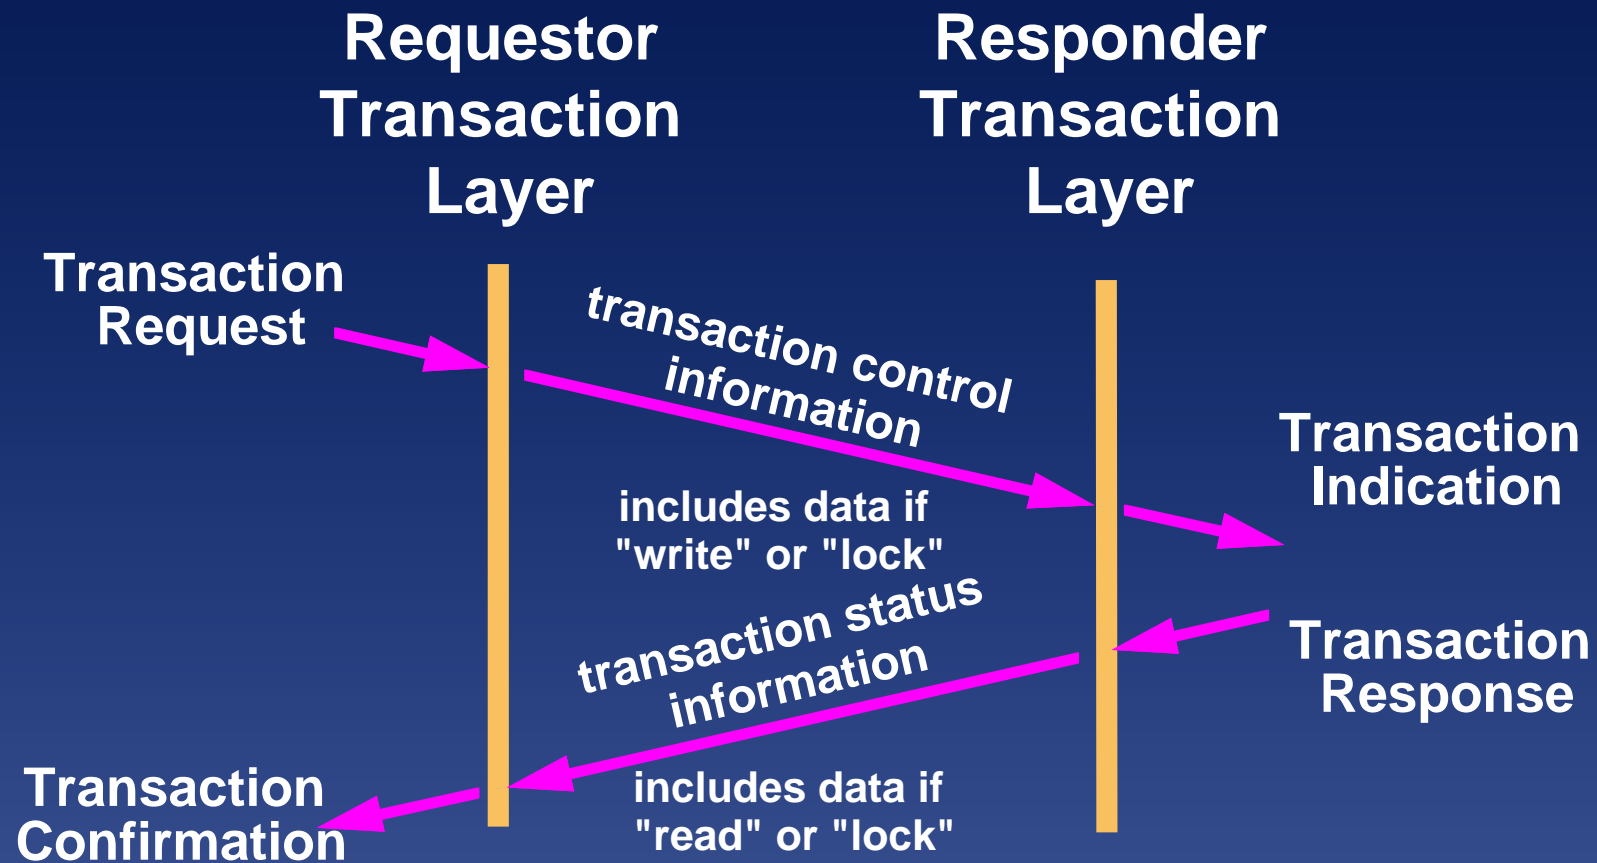 Requestor
Transaction
Layer
Responder
Transaction
Layer
Transaction
Request
transaction control
information
Transaction
Indication
includes data if
"write" or "lock"
transaction status
information
Transaction
Response
Transaction
Confirmation
includes data if
"read" or "lock"